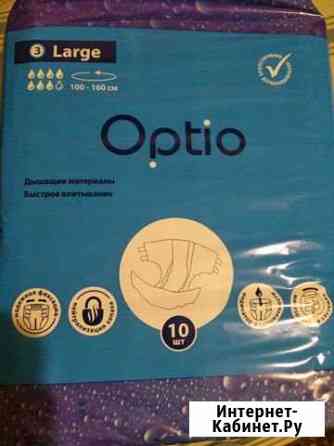 3 Large
100 - 160 см
Optio
Дышащие материалы
Быстрое впитывание
10
шт
Интернет-
Кабинет.Ру